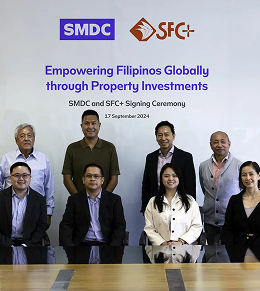 SMDC SFC+
Empowering Filipinos Globally
through Property Investments
SMDC and SFC+ Signing Ceremony
17 September 2024